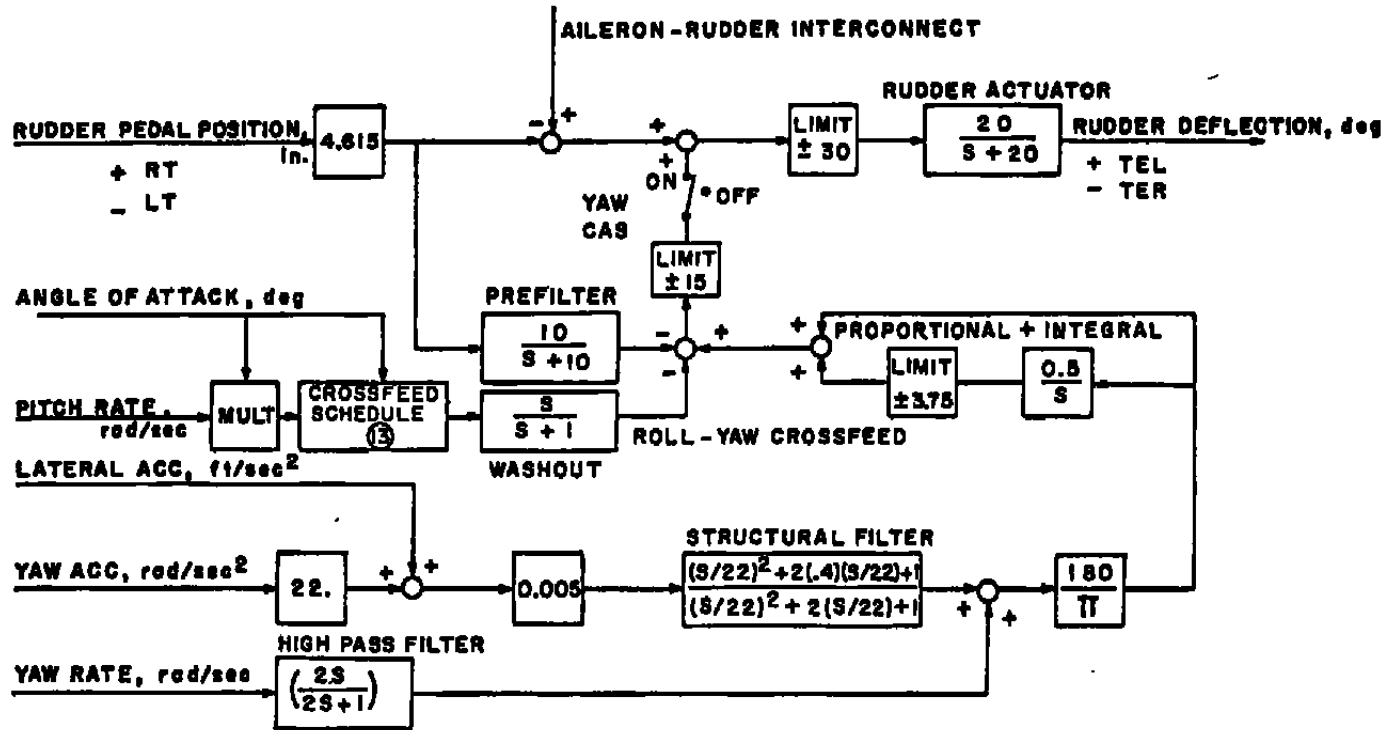 AILERON-RUDDER INTERCONNECT
RUDDER ACTUATOR
RUDDER PEDAL POSITION,
in.
4.615
-
+
+
+
LIMIT
± 30
20
S + 20
RUDDER DEFLECTION, deg
+ RT
- LT
+ TEL
- TER
ON
OFF
YAW
CAS
LIMIT
±15
ANGLE OF ATTACK, deg
PREFILTER
10
S + 10
-
+
-
+
PROPORTIONAL + INTEGRAL
+
LIMIT
±3.75
0.5
S
PITCH RATE,
rad/sec
MULT
CROSSFEED
SCHEDULE
13
S
S + 1
ROLL-YAW CROSSFEED
WASHOUT
LATERAL ACC, ft/sec²
STRUCTURAL FILTER
YAW ACC, rad/sec²
22.
+
+
0.005
(S/22)²+2(.4)(S/22)+1
(S/22)²+2(S/22)+1
+
+
180
π
HIGH PASS FILTER
YAW RATE, rad/sec
(2S
2S+1)